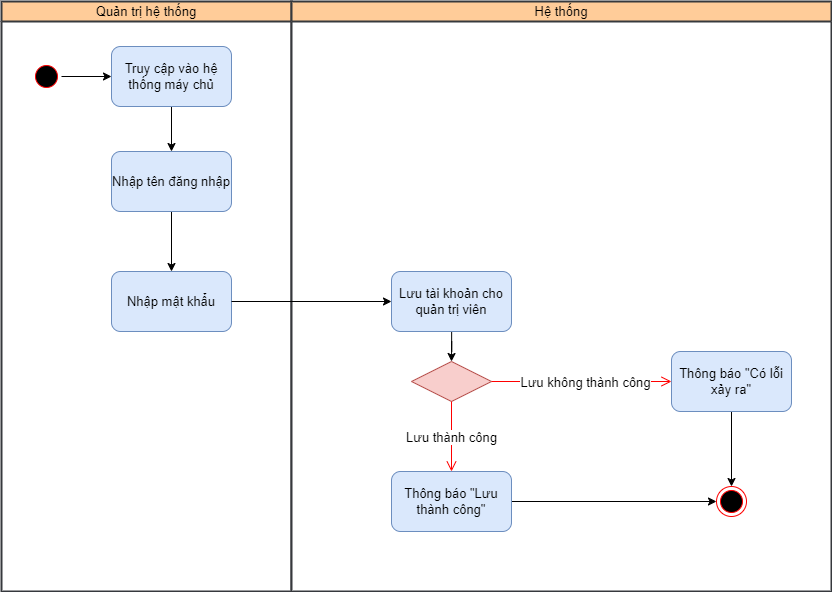 Quản trị hệ thống
Hệ thống
Truy cập vào hệ
thống máy chủ
Nhập tên đăng nhập
Nhập mật khẩu
Lưu tài khoản cho
quản trị viên
Lưu không thành công
Thông báo "Có lỗi
xảy ra"
Lưu thành công
Thông báo "Lưu
thành công"